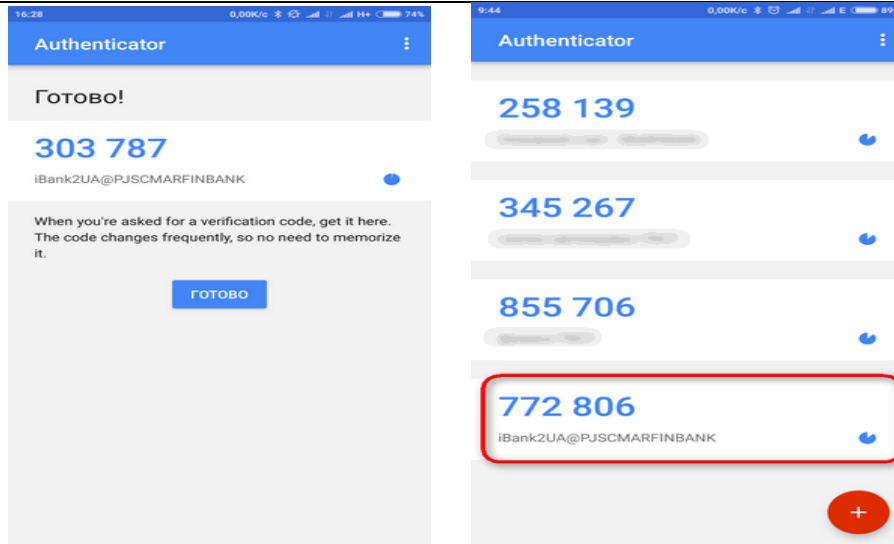 16:28
0,00K/c
H+
74%
Authenticator
Готово!
303 787
iBank2UA@PJSCMARFINBANK
When you're asked for a verification code, get it here.
The code changes frequently, so no need to memorize
it.
ГОТОВО
9:44
0,00K/c
E
89
Authenticator
258 139
345 267
855 706
772 806
iBank2UA@PJSCMARFINBANK